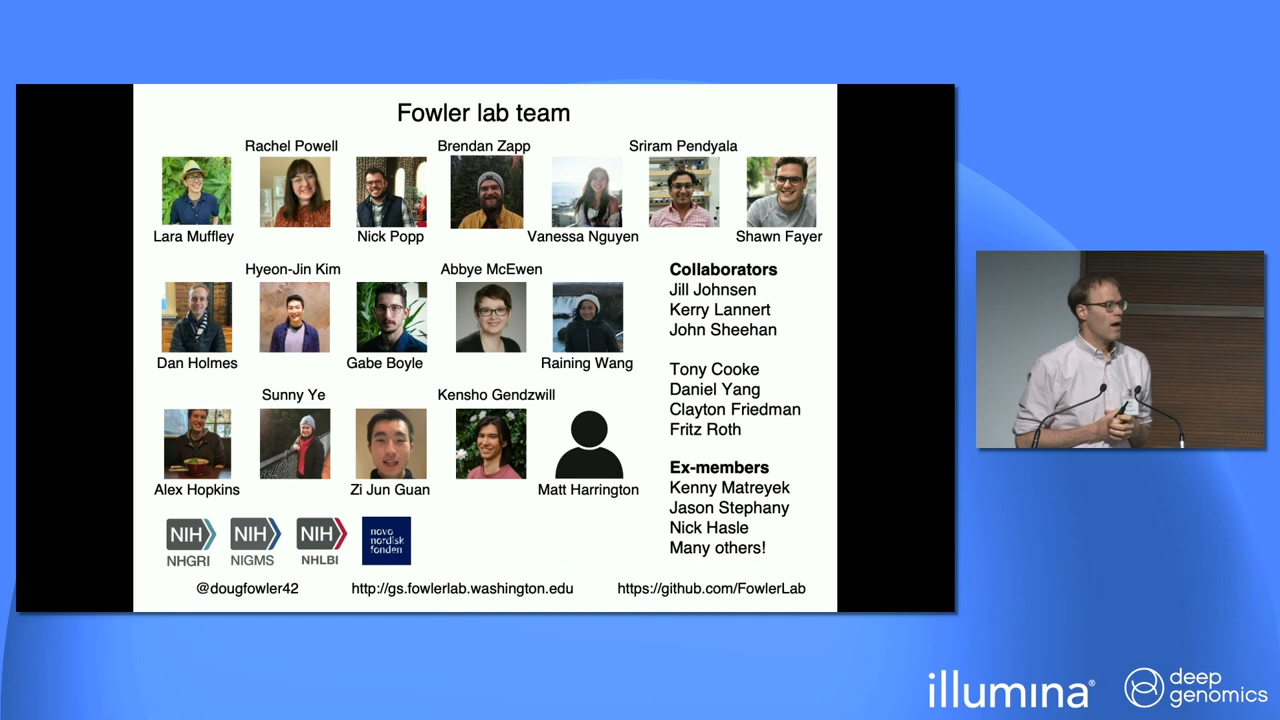 Fowler lab team
Rachel Powell
Brendan Zapp
Sriram Pendyala
Lara Muffley
Nick Popp
Vanessa Nguyen
Shawn Fayer
Hyeon-Jin Kim
Abbye McEwen
Dan Holmes
Gabe Boyle
Raining Wang
Sunny Ye
Kensho Gendzwill
Alex Hopkins
Zi Jun Guan
Matt Harrington
Collaborators
Jill Johnsen
Kerry Lannert
John Sheehan
Tony Cooke
Daniel Yang
Clayton Friedman
Fritz Roth
Ex-members
Kenny Matreyek
Jason Stephany
Nick Hasle
Many others!
NIH
NHGRI
NIH
NIGMS
NIH
NHLBI
novo
nordisk
fonden
@dougfowler42
http://gs.fowlerlab.washington.edu
https://github.com/FowlerLab
illumina®
deep
genomics